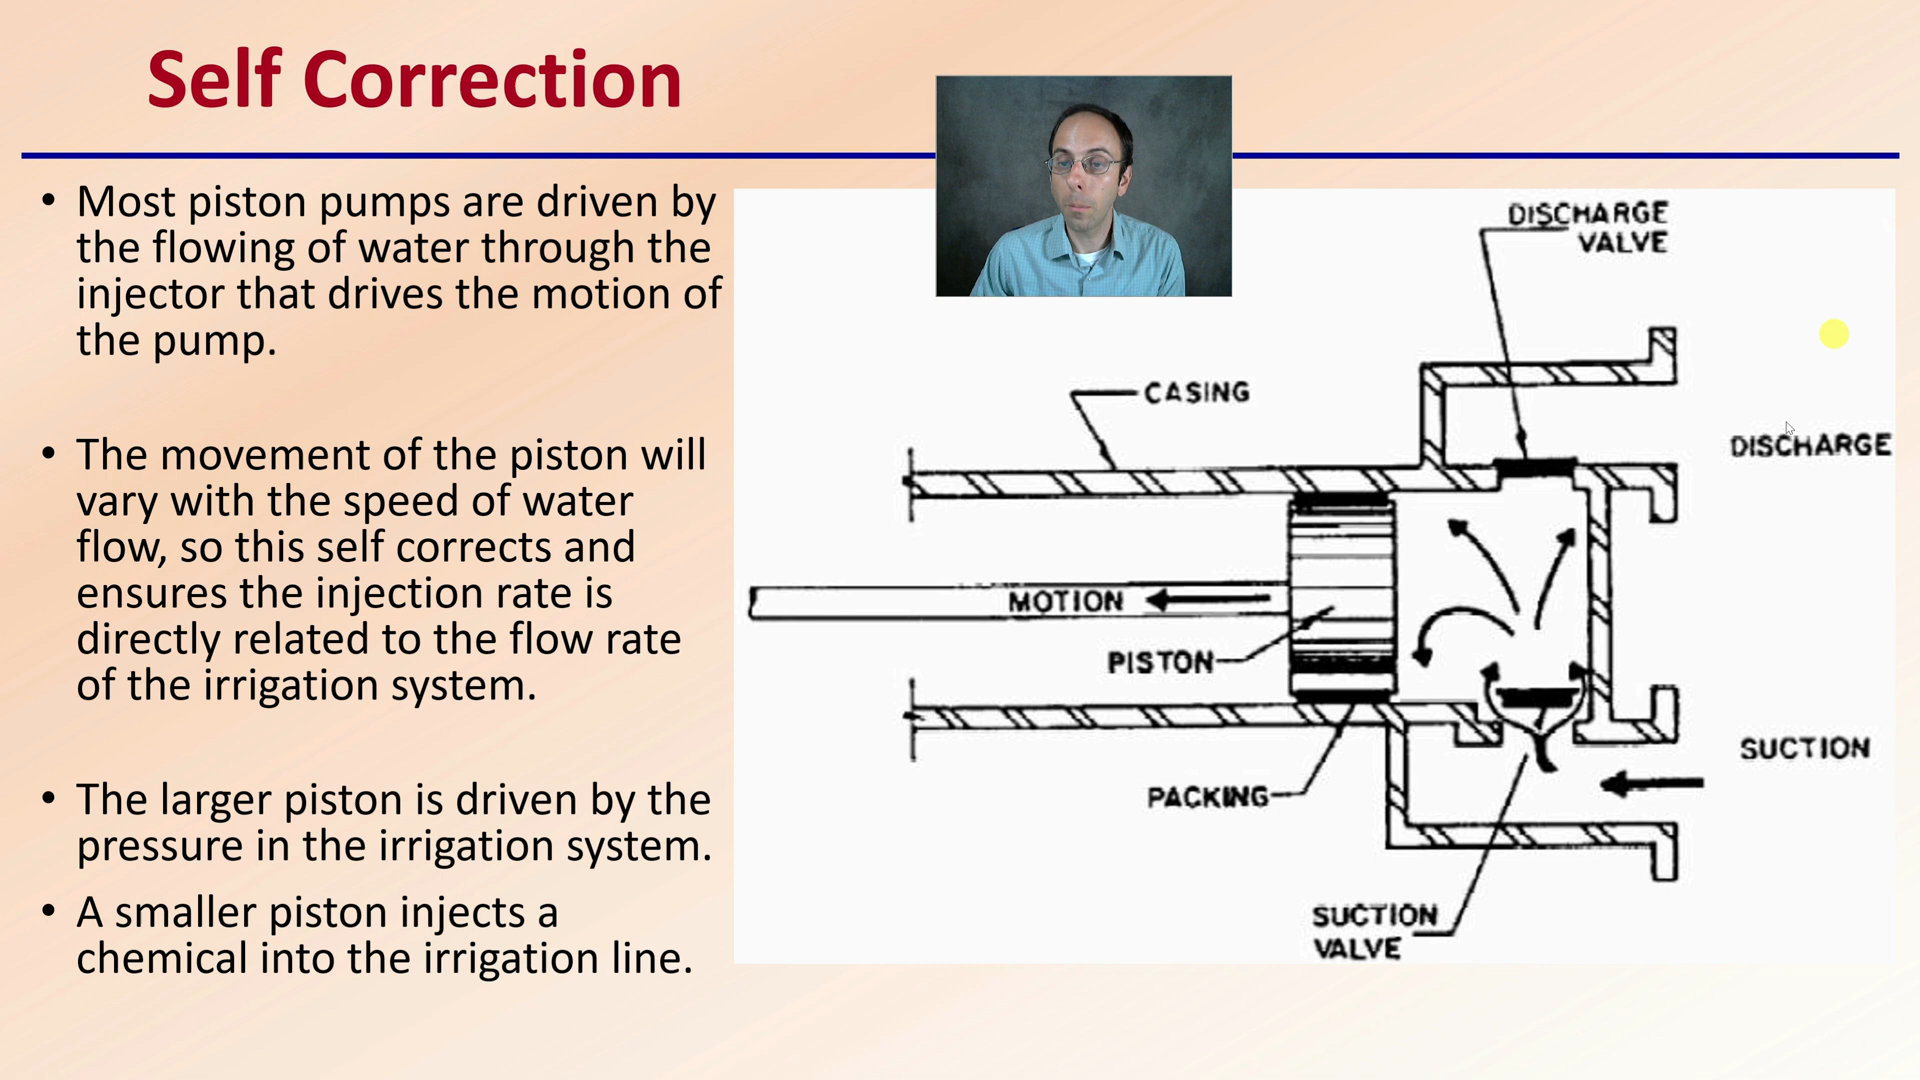 Self Correction
• Most piston pumps are driven by
the flowing of water through the
injector that drives the motion of
the pump.
• The movement of the piston will
vary with the speed of water
flow, so this self corrects and
ensures the injection rate is
directly related to the flow rate
of the irrigation system.
• The larger piston is driven by the
pressure in the irrigation system.
• A smaller piston injects a
chemical into the irrigation line.
DISCHARGE
VALVE
CASING
DISCHARGE
MOTION
PISTON
SUCTION
PACKING
SUCTION
VALVE